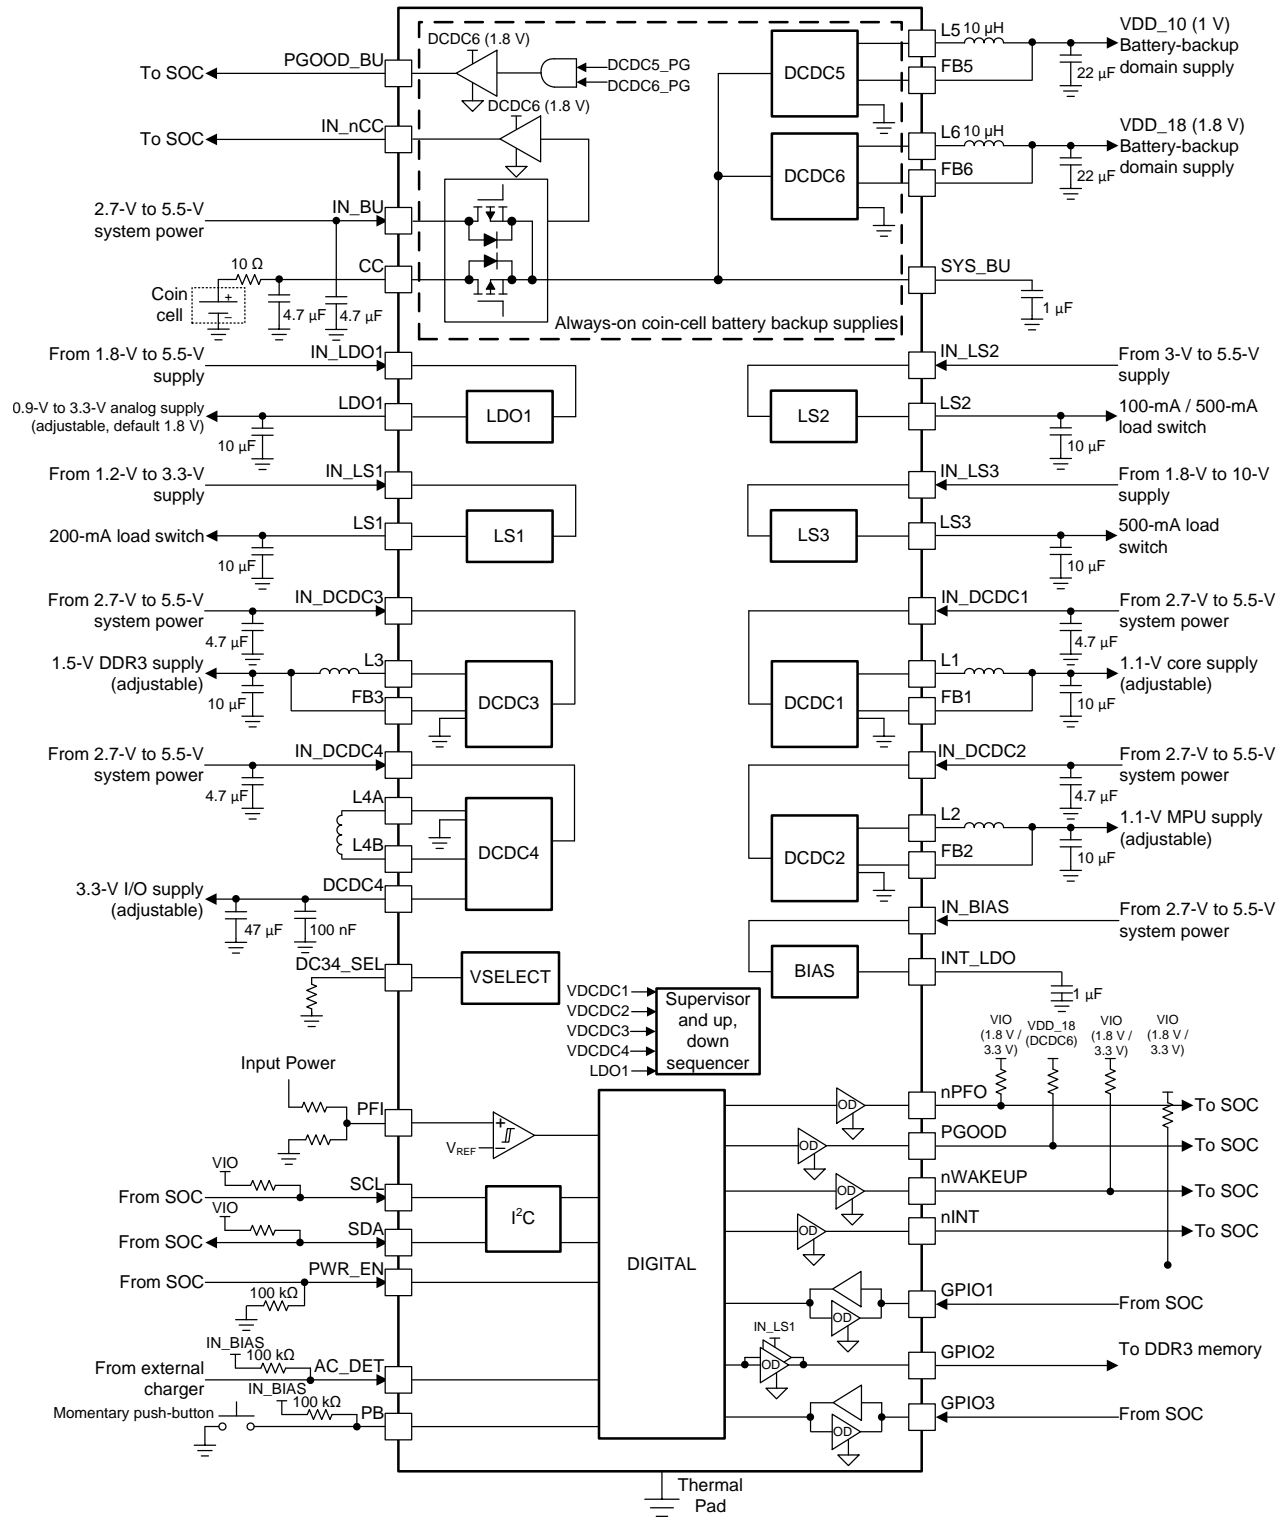 DCDC6 (1.8 V)
PGOOD_BU
To SOC
DCDC5_PG
DCDC6_PG
DCDC6 (1.8 V)
IN_nCC
To SOC
2.7-V to 5.5-V
system power
IN_BU
10 Ω
CC
Coin
cell
+
–
4.7 µF
4.7 µF
DCDC5
L5
10 µH
FB5
22 µF
VDD_10 (1 V)
Battery-backup
domain supply
DCDC6
L6
10 µH
FB6
22 µF
VDD_18 (1.8 V)
Battery-backup
domain supply
SYS_BU
1 µF
Always-on coin-cell battery backup supplies
From 1.8-V to 5.5-V
supply
IN_LDO1
0.9-V to 3.3-V analog supply
(adjustable, default 1.8 V)
LDO1
10 µF
LDO1
IN_LS2
From 3-V to 5.5-V
supply
LS2
LS2
100-mA / 500-mA
load switch
10 µF
From 1.2-V to 3.3-V
supply
IN_LS1
200-mA load switch
LS1
10 µF
LS1
IN_LS3
From 1.8-V to 10-V
supply
LS3
LS3
500-mA load
switch
10 µF
From 2.7-V to 5.5-V
system power
IN_DCDC3
4.7 µF
1.5-V DDR3 supply
(adjustable)
L3
10 µF
FB3
DCDC3
IN_DCDC1
From 2.7-V to 5.5-V
system power
4.7 µF
DCDC1
L1
1.1-V core supply
(adjustable)
FB1
10 µF
From 2.7-V to 5.5-V
system power
IN_DCDC4
4.7 µF
L4A
L4B
DCDC4
DCDC4
3.3-V I/O supply
(adjustable)
47 µF
100 nF
IN_DCDC2
From 2.7-V to 5.5-V
system power
4.7 µF
DCDC2
L2
1.1-V MPU supply
(adjustable)
FB2
10 µF
DC34_SEL
VSELECT
IN_BIAS
From 2.7-V to 5.5-V
system power
BIAS
INT_LDO
1 µF
VDCDC1
VDCDC2
VDCDC3
VDCDC4
LDO1
Supervisor
and up,
down
sequencer
VIO
(1.8 V /
3.3 V)
VDD_18
(DCDC6)
VIO
(1.8 V /
3.3 V)
VIO
(1.8 V /
3.3 V)
Input Power
PFI
+
–
VREF
OD
nPFO
To SOC
OD
PGOOD
To SOC
VIO
From SOC
SCL
VIO
From SOC
SDA
I2C
OD
nWAKEUP
To SOC
OD
nINT
To SOC
DIGITAL
From SOC
PWR_EN
100 kΩ
OD
GPIO1
From SOC
IN_BIAS
100 kΩ
From external
charger
AC_DET
IN_LS1
OD
GPIO2
To DDR3 memory
IN_BIAS
100 kΩ
Momentary push-button
PB
OD
GPIO3
From SOC
Thermal
Pad